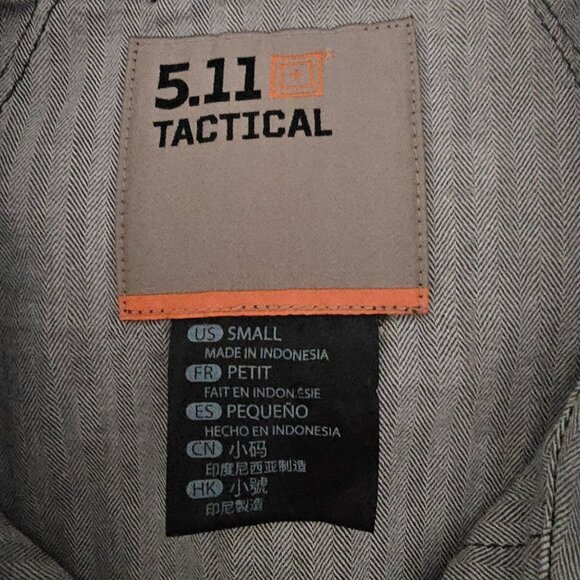 5.11
TACTICAL
US SMALL
MADE IN INDONESIA
FR PETIT
FAIT EN INDONÉSIE
ES PEQUEÑO
HECHO EN INDONESIA
CN 小码
印度尼西亚制造
HK 小號
印尼製造